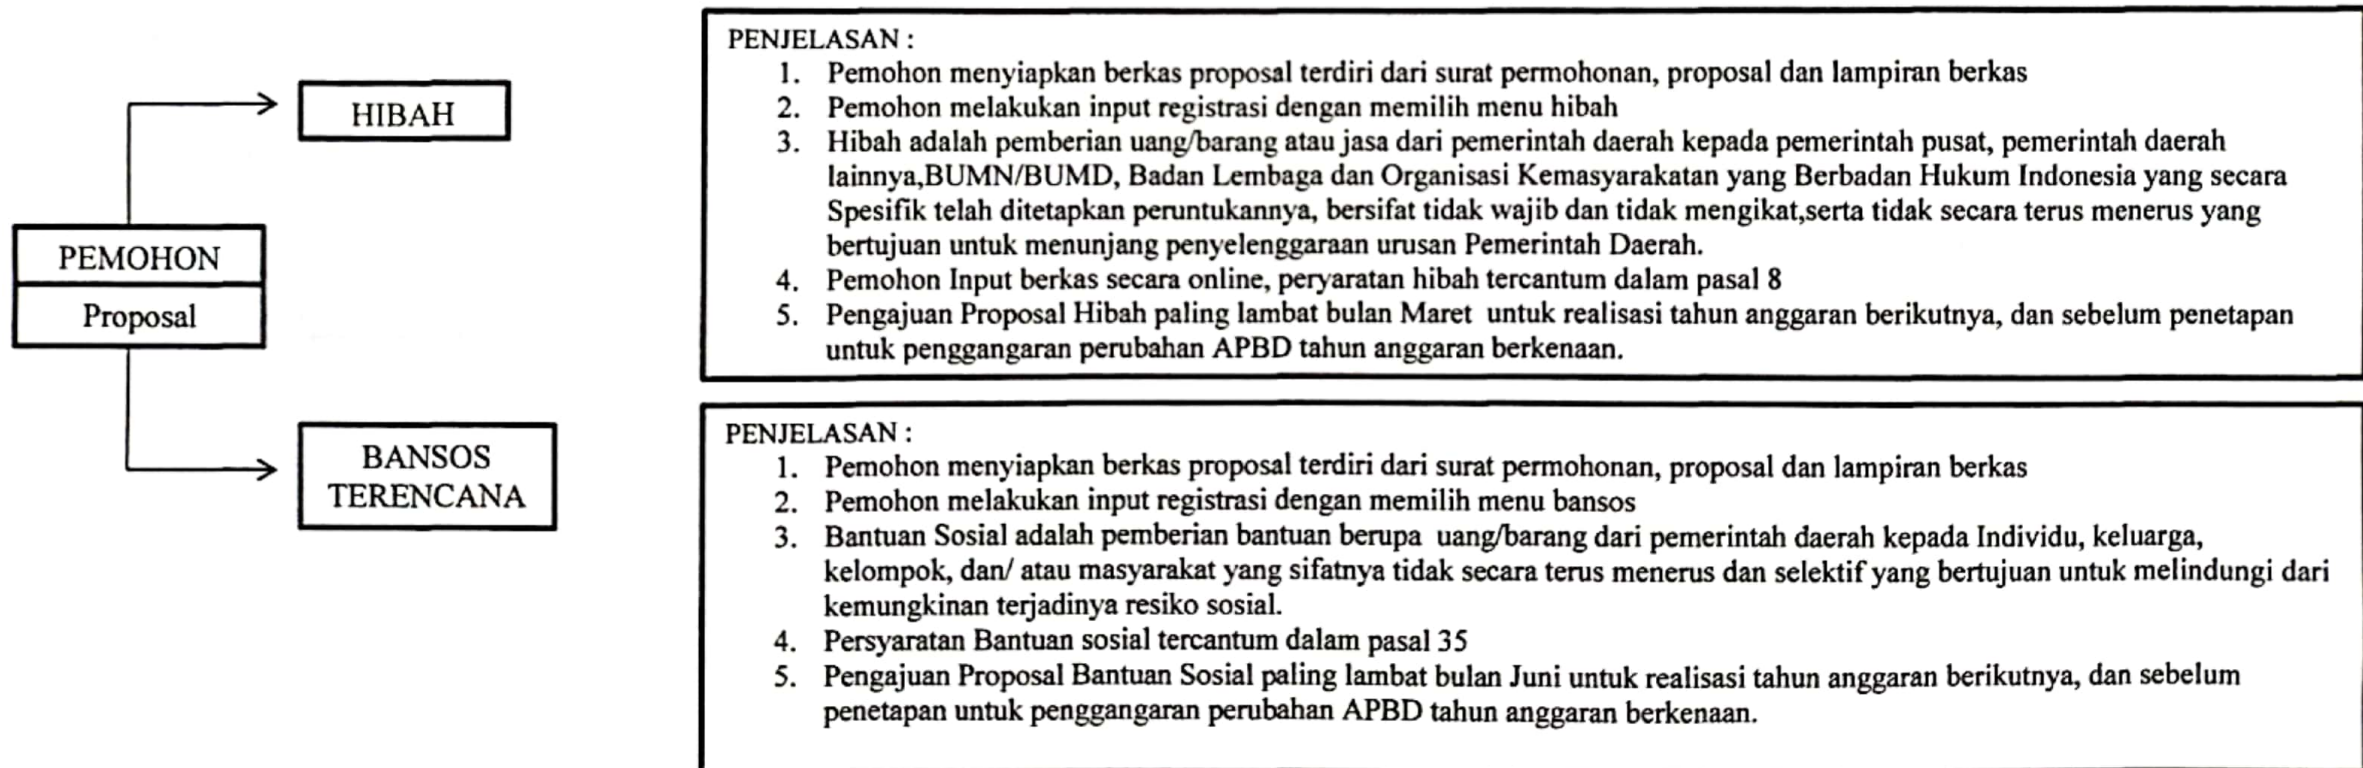 HIBAH
PEMOHON
Proposal
BANSOS
TERENCANA
PENJELASAN :
1. Pemohon menyiapkan berkas proposal terdiri dari surat permohonan, proposal dan lampiran berkas
2. Pemohon melakukan input registrasi dengan memilih menu hibah
3. Hibah adalah pemberian uang/barang atau jasa dari pemerintah daerah kepada pemerintah pusat, pemerintah daerah
lainnya,BUMN/BUMD, Badan Lembaga dan Organisasi Kemasyarakatan yang Berbadan Hukum Indonesia yang secara
Spesifik telah ditetapkan peruntukannya, bersifat tidak wajib dan tidak mengikat,serta tidak secara terus menerus yang
bertujuan untuk menunjang penyelenggaraan urusan Pemerintah Daerah.
4. Pemohon Input berkas secara online, peryaratan hibah tercantum dalam pasal 8
5. Pengajuan Proposal Hibah paling lambat bulan Maret untuk realisasi tahun anggaran berikutnya, dan sebelum penetapan
untuk penggangaran perubahan APBD tahun anggaran berkenaan.
PENJELASAN :
1. Pemohon menyiapkan berkas proposal terdiri dari surat permohonan, proposal dan lampiran berkas
2. Pemohon melakukan input registrasi dengan memilih menu bansos
3. Bantuan Sosial adalah pemberian bantuan berupa uang/barang dari pemerintah daerah kepada Individu, keluarga,
kelompok, dan/ atau masyarakat yang sifatnya tidak secara terus menerus dan selektif yang bertujuan untuk melindungi dari
kemungkinan terjadinya resiko sosial.
4. Persyaratan Bantuan sosial tercantum dalam pasal 35
5. Pengajuan Proposal Bantuan Sosial paling lambat bulan Juni untuk realisasi tahun anggaran berikutnya, dan sebelum
penetapan untuk penggangaran perubahan APBD tahun anggaran berkenaan.